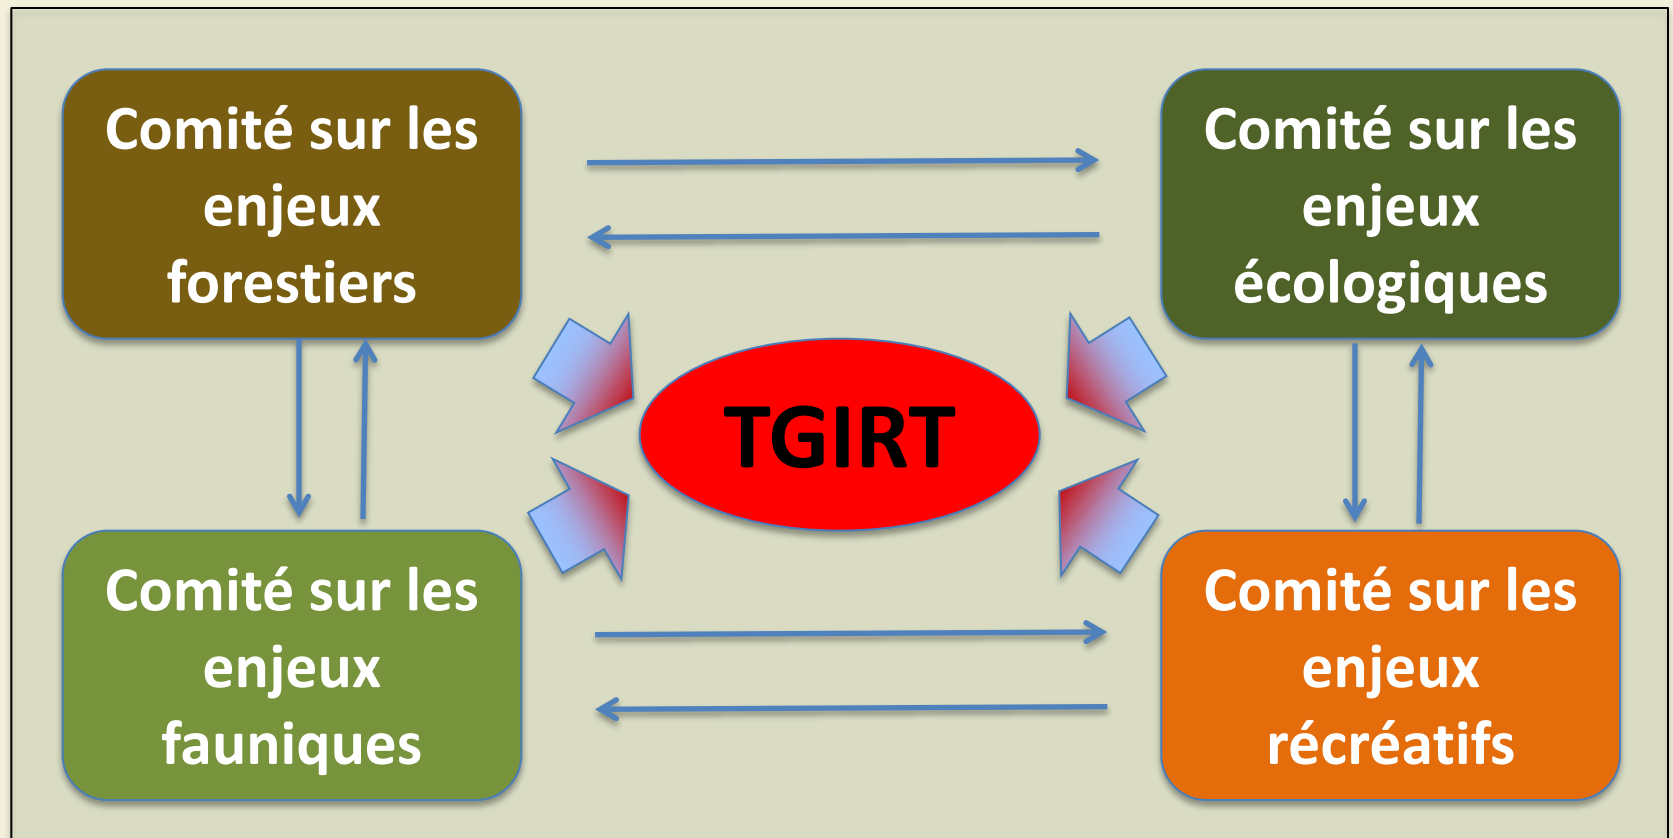 Comité sur les
enjeux
forestiers
Comité sur les
enjeux
écologiques
TGIRT
Comité sur les
enjeux
fauniques
Comité sur les
enjeux
récréatifs